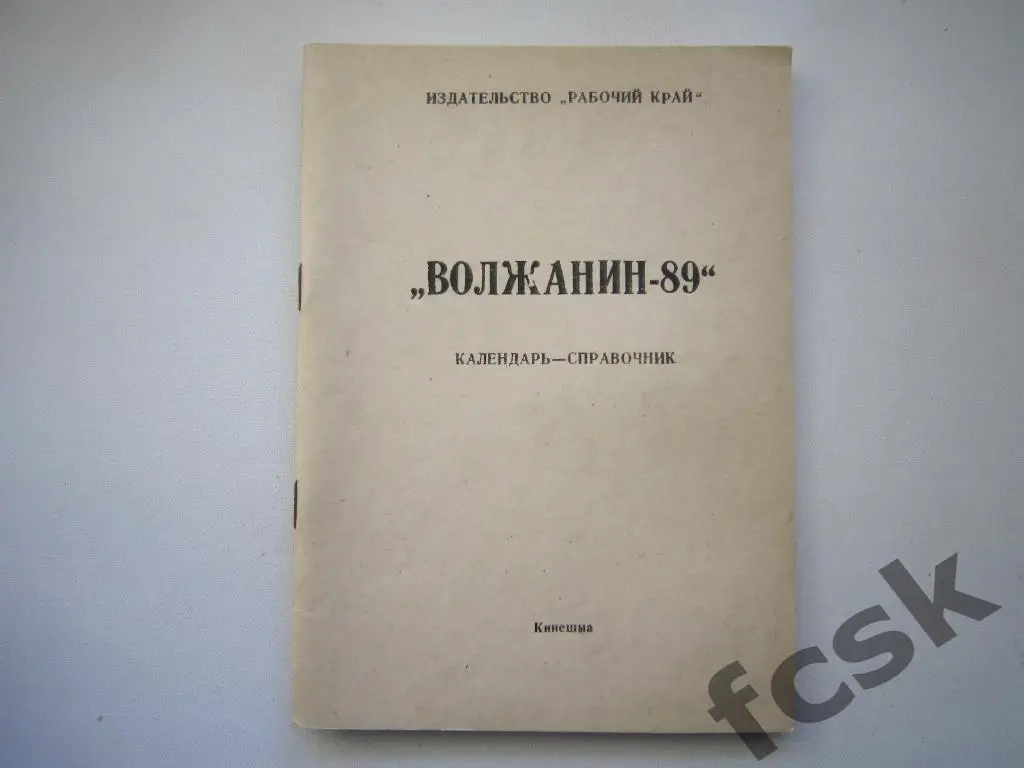 ИЗДАТЕЛЬСТВО „РАБОЧИЙ КРАЙ“
„ВОЛЖАНИН-89“
КАЛЕНДАРЬ—СПРАВОЧНИК
Кинешма
fcsk